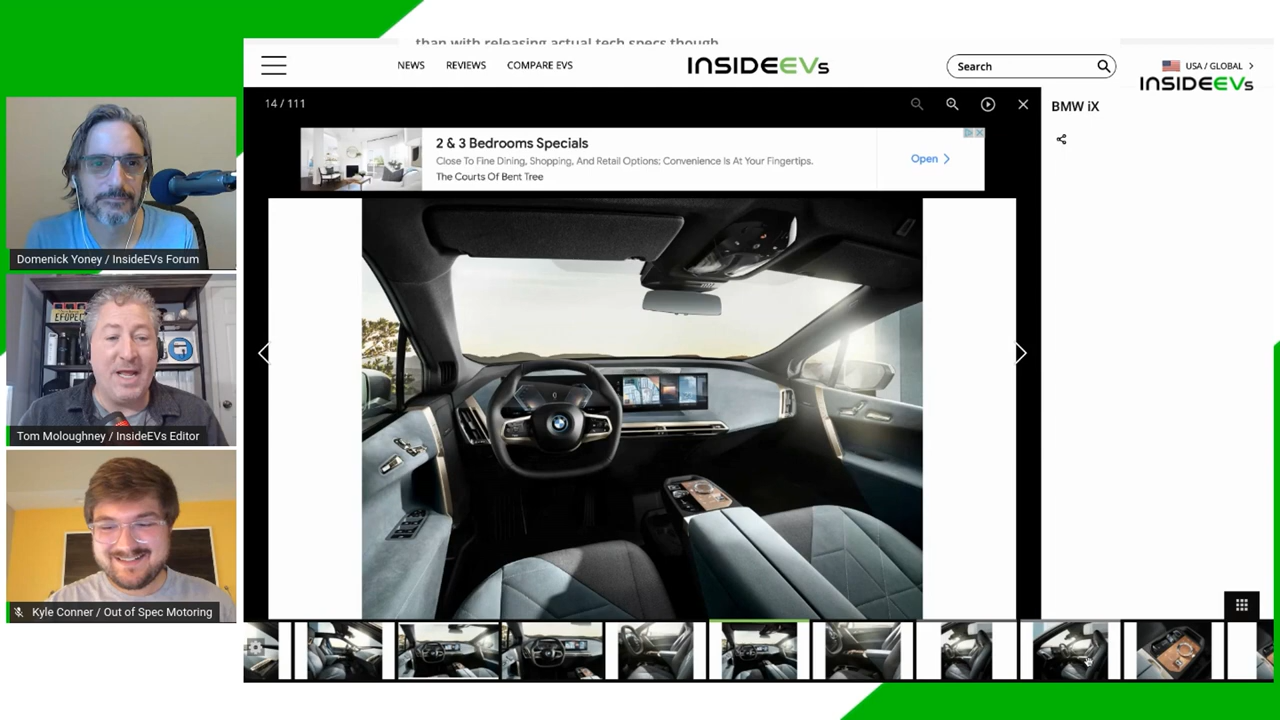 than with releasing actual tech specs though
NEWS
REVIEWS
COMPARE EVS
INSIDEEVs
Search
USA / GLOBAL
INSIDEEVs
14 / 111
BMW iX
2 & 3 Bedrooms Specials
Close To Fine Dining, Shopping, And Retail Options; Convenience Is At Your Fingertips.
The Courts Of Bent Tree
Open
Domenick Yoney / InsideEVs Forum
Tom Moloughney / InsideEVs Editor
Kyle Conner / Out of Spec Motoring